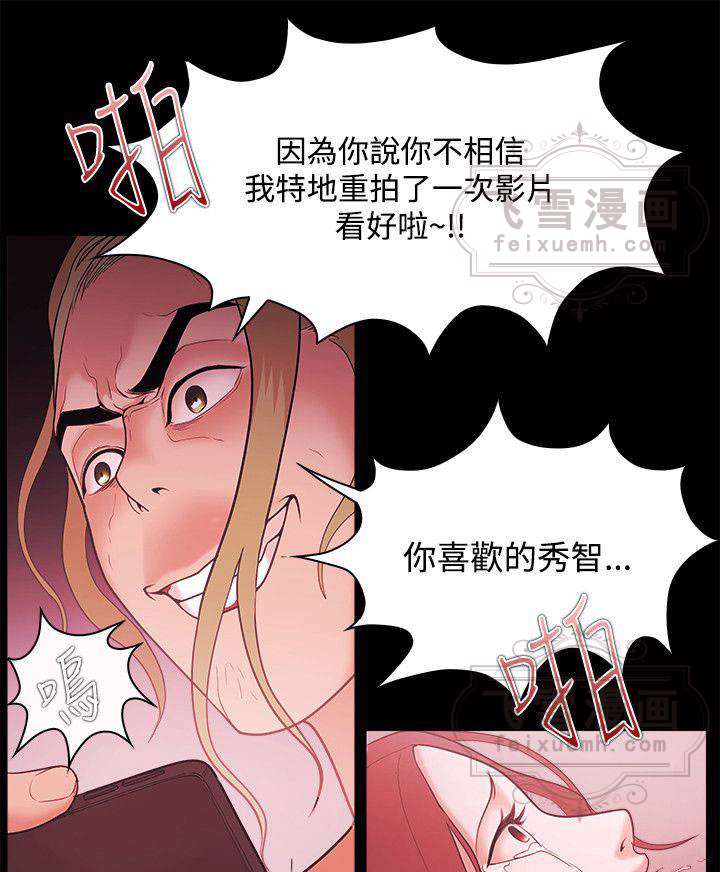 啪
因為你說你不相信
我特地重拍了一次影片
看好啦~!!
飞雪漫画
feixuemh.com
你喜歡的秀智...
啪
嗚
飞雪漫画
feixuemh.com